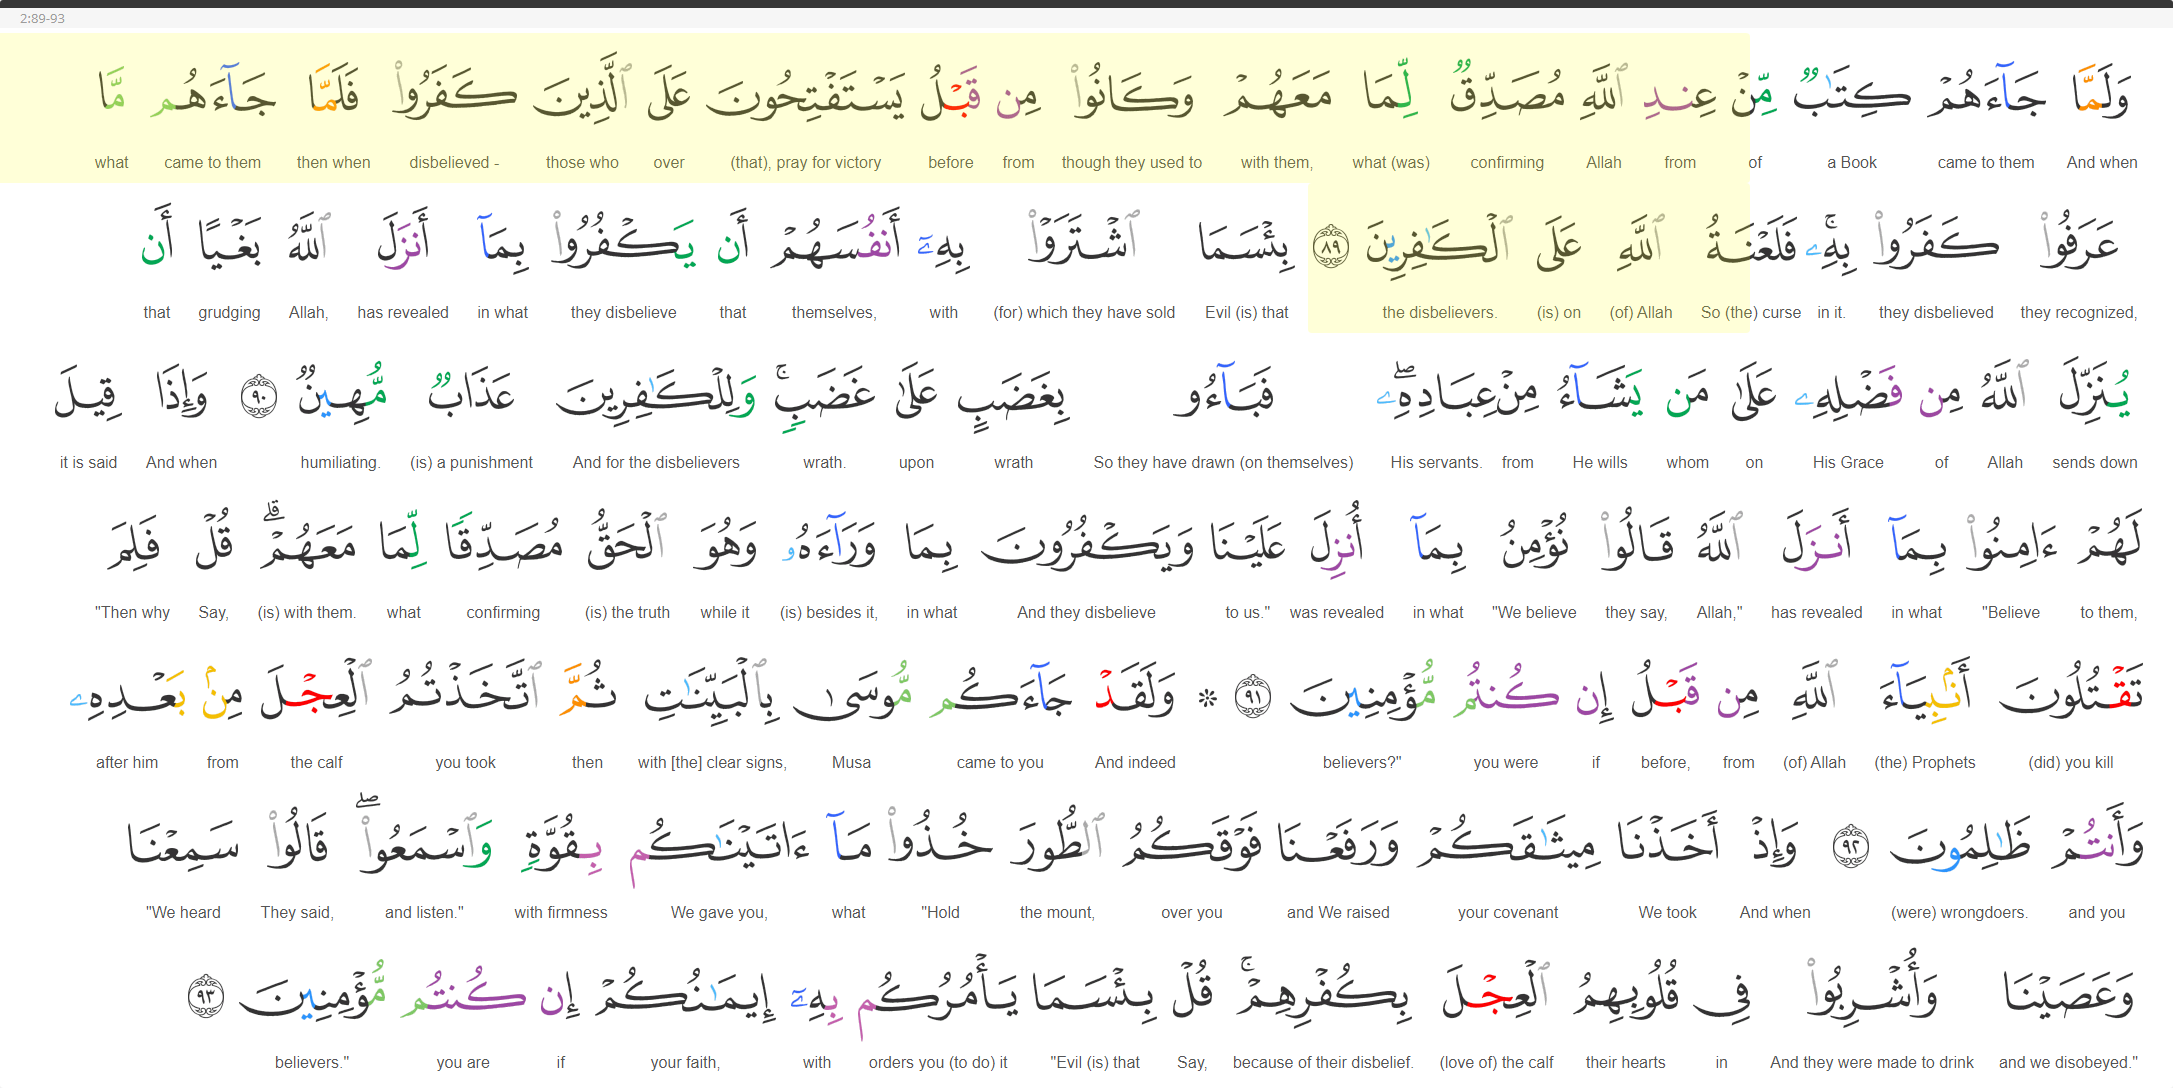 2:89-93
وَلَمَّا جَآءَهُمْ كِتَـٰبٌ مِّنْ عِندِ ٱللَّهِ مُصَدِّقٌ لِّمَا مَعَهُمْ وَكَانُوا۟ مِن قَبْلُ يَسْتَفْتِحُونَ عَلَى ٱلَّذِينَ كَفَرُوا۟ فَلَمَّا جَآءَهُم مَّا
And when came to them a Book of from Allah confirming what (was) with them, though they used to from before (that), pray for victory over those who disbelieved - then when came to them what
عَرَفُوا۟ كَفَرُوا۟ بِهِۦ ۚ فَلَعْنَةُ ٱللَّهِ عَلَى ٱلْكَـٰفِرِينَ ٨٩ بِئْسَمَا ٱشْتَرَوْا۟ بِهِۦٓ أَنفُسَهُمْ أَن يَكْفُرُوا۟ بِمَآ أَنزَلَ ٱللَّهُ بَغْيًا أَن
they recognized, they disbelieved in it. So (the) curse (of) Allah (is) on the disbelievers. Evil (is) that (for) which they have sold with themselves, that they disbelieve in what has revealed Allah, grudging that
يُنَزِّلَ ٱللَّهُ مِن فَضْلِهِۦ عَلَىٰ مَن يَشَآءُ مِنْ عِبَادِهِۦ ۖ فَبَآءُو بِغَضَبٍ عَلَىٰ غَضَبٍ ۚ وَلِلْكَـٰفِرِينَ عَذَابٌ مُّهِينٌ ٩٠ وَإِذَا قِيلَ
sends down Allah of His Grace on whom He wills from His servants. So they have drawn (on themselves) wrath upon wrath. And for the disbelievers (is) a punishment humiliating. And when it is said
لَهُمْ ءَامِنُوا۟ بِمَآ أَنزَلَ ٱللَّهُ قَالُوا۟ نُؤْمِنُ بِمَآ أُنزِلَ عَلَيْنَا وَيَكْفُرُونَ بِمَا وَرَآءَهُۥ وَهُوَ ٱلْحَقُّ مُصَدِّقًا لِّمَا مَعَهُمْ ۗ قُلْ فَلِمَ
to them, "Believe in what has revealed Allah," they say, "We believe in what was revealed to us." And they disbelieve in what (is) besides it, while it (is) the truth confirming what (is) with them. Say, "Then why
تَقْتُلُونَ أَنۢبِيَآءَ ٱللَّهِ مِن قَبْلُ إِن كُنتُم مُّؤْمِنِينَ ٩١ ۞ وَلَقَدْ جَآءَكُم مُّوسَىٰ بِٱلْبَيِّنَـٰتِ ثُمَّ ٱتَّخَذْتُمُ ٱلْعِجْلَ مِنۢ بَعْدِهِۦ
(did) you kill (the) Prophets (of) Allah from before, if you were believers?" And indeed came to you Musa with [the] clear signs, then you took the calf from after him
وَأَنتُمْ ظَـٰلِمُونَ ٩٢ وَإِذْ أَخَذْنَا مِيثَـٰقَكُمْ وَرَفَعْنَا فَوْقَكُمُ ٱلطُّورَ خُذُوا۟ مَآ ءَاتَيْنَـٰكُم بِقُوَّةٍ وَٱسْمَعُوا۟ ۖ قَالُوا۟ سَمِعْنَا
and you (were) wrongdoers. And when We took your covenant and We raised over you the mount, "Hold what We gave you, with firmness and listen." They said, "We heard
وَعَصَيْنَا وَأُشْرِبُوا۟ فِى قُلُوبِهِمُ ٱلْعِجْلَ بِكُفْرِهِمْ ۚ قُلْ بِئْسَمَا يَأْمُرُكُم بِهِۦٓ إِيمَـٰنُكُمْ إِن كُنتُم مُّؤْمِنِينَ ٩٣
and we disobeyed." And they were made to drink in their hearts (love of) the calf because of their disbelief. Say, "Evil (is) that orders you (to do) it with your faith, if you are believers."